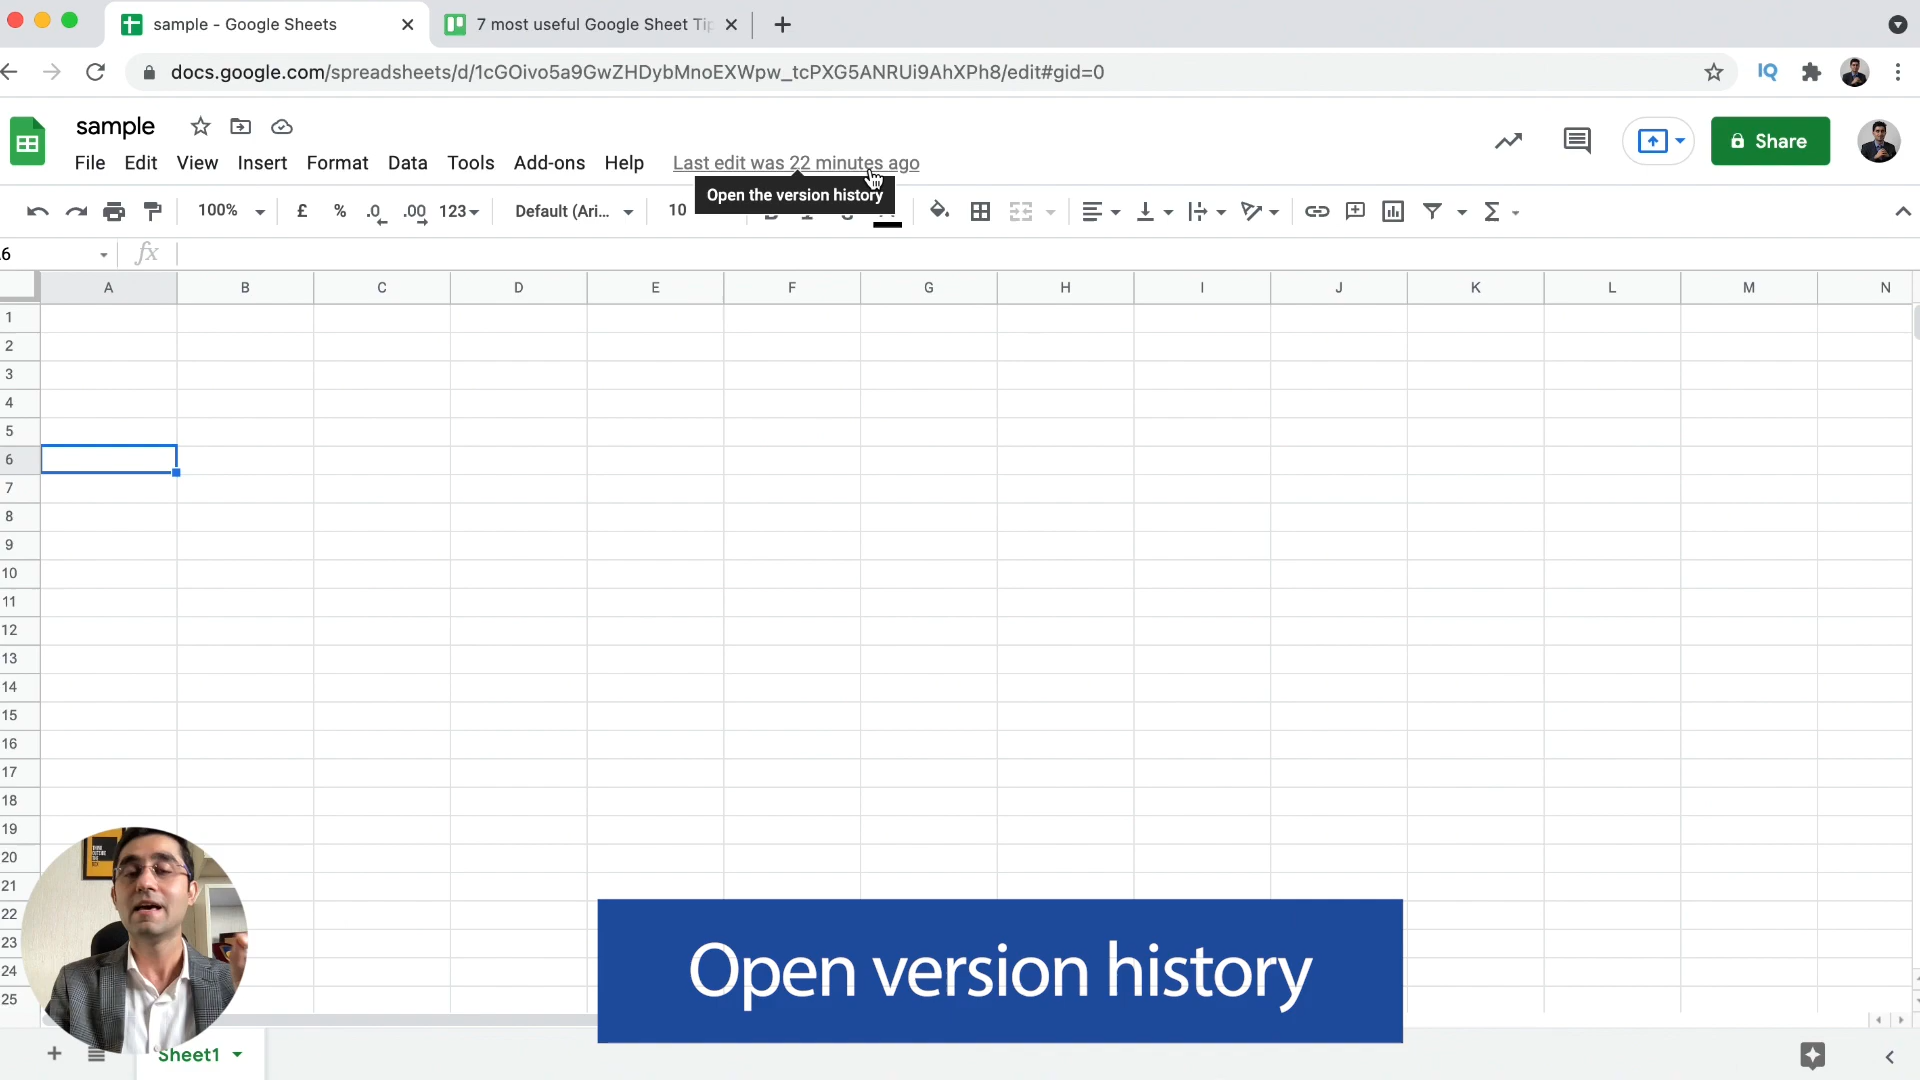 sample - Google Sheets
7 most useful Google Sheet Tip
docs.google.com/spreadsheets/d/1cGOivo5a9GwZHDybMnoEXWpw_tcPXG5ANRUi9AhXPh8/edit#gid=0
IQ
sample
File Edit View Insert Format Data Tools Add-ons Help Last edit was 22 minutes ago
Share
Open the version history
100% £ % .0 .00 123 Default (Ari... 10
6 fx
A B C D E F G H I J K L M N
1
2
3
4
5
6
7
8
9
10
11
12
13
14
15
16
17
18
19
20
21
22
23
24
25
Open version history
Sheet1